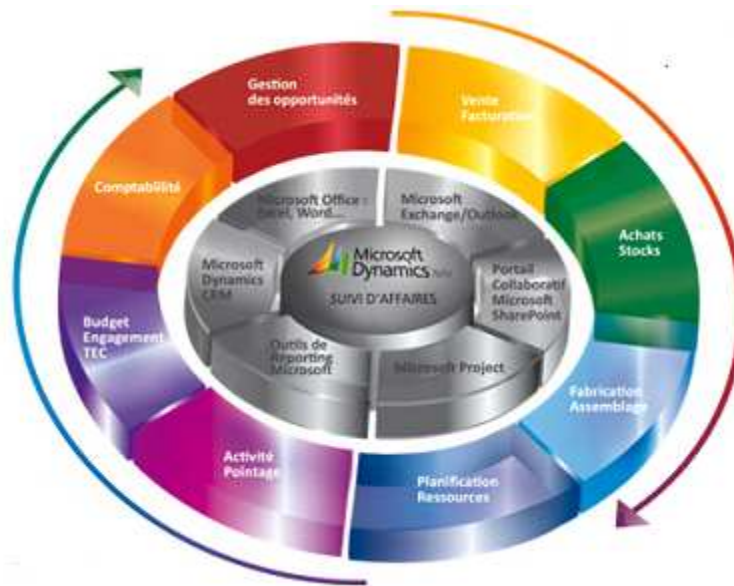 Gestion
des opportunités
Vente
Facturation
Achats
Stocks
Fabrication
Assemblage
Planification
Ressources
Activité
Pointage
Budget
Engagement
TEC
Comptabilité
Microsoft Office :
Excel, Word...
Microsoft
Exchange/Outlook
Portail
Collaboratif
Microsoft
SharePoint
Microsoft Project
Outils de
Reporting
Microsoft
Microsoft
Dynamics
CRM
Microsoft
Dynamics NAV
SUIVI D'AFFAIRES